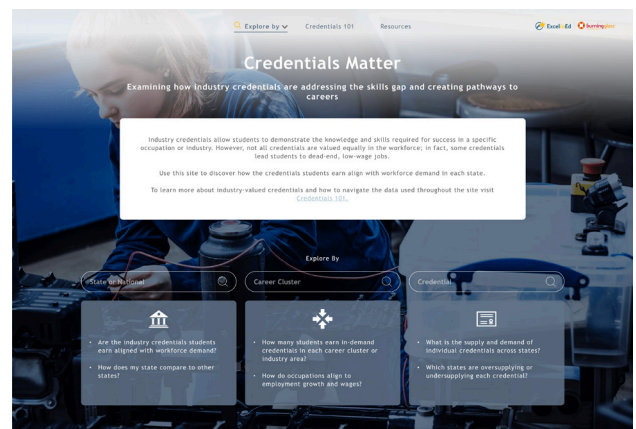 Explore by
Credentials 101
Resources
ExcelinEd
burningglass
Credentials Matter
Examining how industry credentials are addressing the skills gap and creating pathways to
careers
Industry credentials allow students to demonstrate the knowledge and skills required for success in a specific
occupation or industry. However, not all credentials are valued equally in the workforce; in fact, some credentials
lead students to dead-end, low-wage jobs.
Use this site to discover how the credentials students earn align with workforce demand in each state.
To learn more about industry-valued credentials and how to navigate the data used throughout the site visit
Credentials 101.
Explore By
State or National
Career Cluster
Credential
• Are the industry credentials students
earn aligned with workforce demand?
• How does my state compare to other
states?
• How many students earn in-demand
credentials in each career cluster or
industry area?
• How do occupations align to
employment growth and wages?
• What is the supply and demand of
individual credentials across states?
• Which states are oversupplying or
undersupplying each credential?